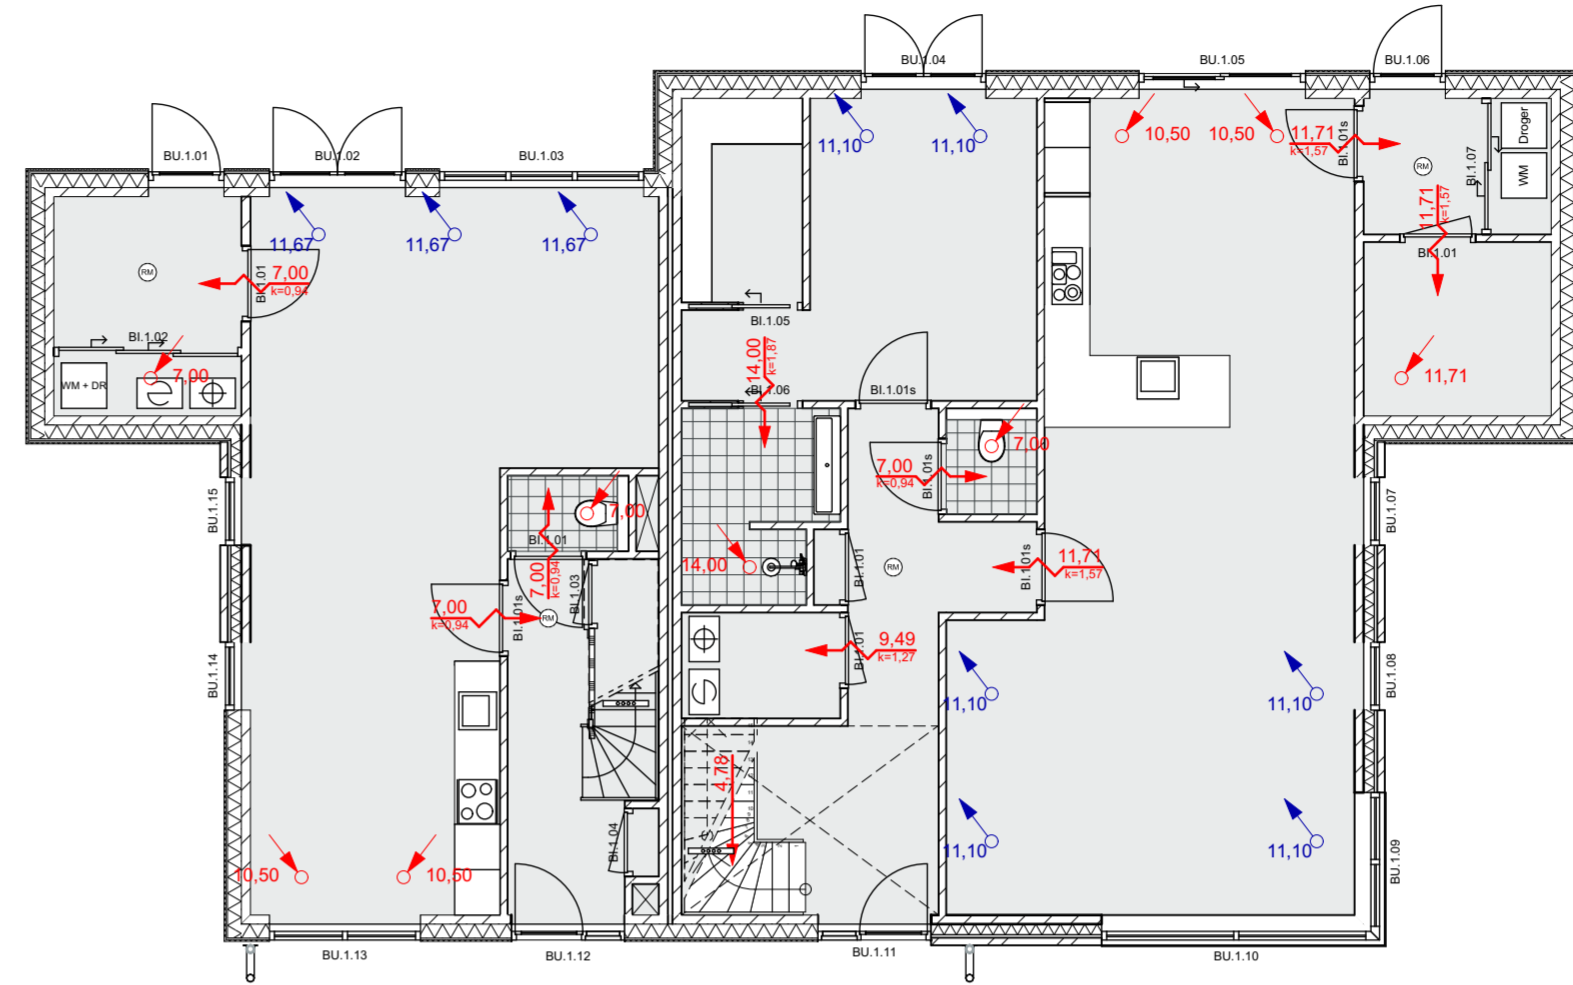 BU.1.04
BU.1.05
BU.1.06
BU.1.01
BU.1.02
BU.1.03
11,10
11,10
10,50
10,50
11,71
k=1,57
BI.1.01s
RM
BI.1.07
Droger
WM
11,71
k=1,57
BI.1.01
11,67
11,67
11,67
RM
7,00
k=0,94
BI.1.01
BI.1.02
7,00
WM + DR
BI.1.05
14,00
k=1,87
BI.1.06
BI.1.01s
11,71
7,00
7,00
k=0,94
BI.1.01s
BU.1.15
BU.1.07
7,00
BI.1.01
7,00
k=0,94
BI.1.03
14,00
BI.1.01
RM
BI.1.01s
11,71
k=1,57
7,00
k=0,94
BI.1.01s
RM
9,49
k=1,27
BI.1.01
BU.1.14
BU.1.08
11,10
11,10
4,78
11,10
11,10
BI.1.04
BU.1.09
10,50
10,50
BU.1.13
BU.1.12
BU.1.11
BU.1.10